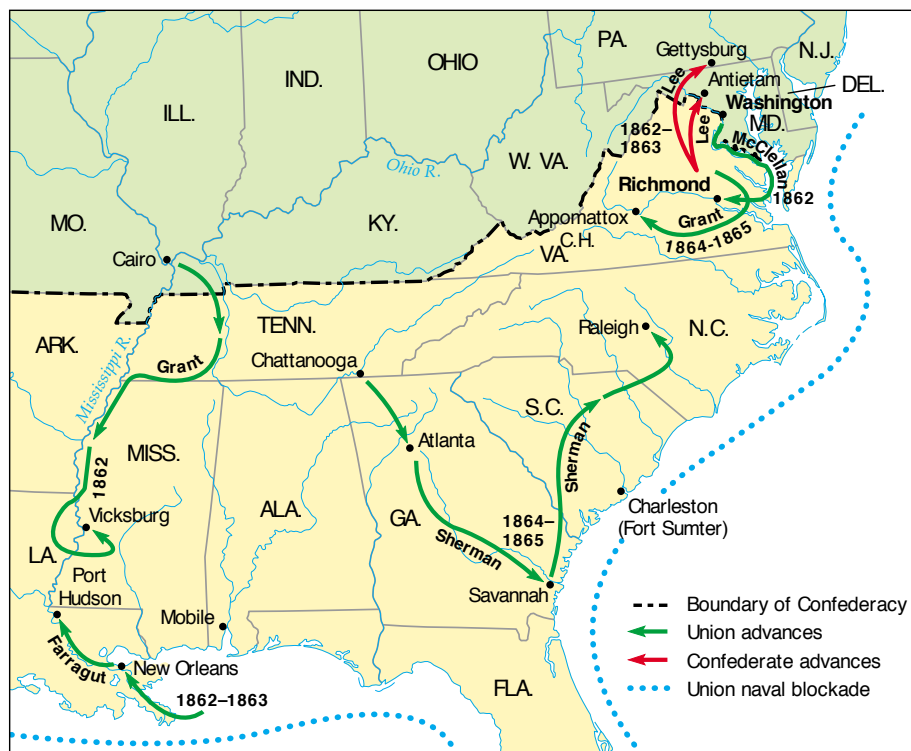 PA.
Gettysburg
N.J.
OHIO
IND.
Lee
Antietam
DEL.
ILL.
Washington
MD.
1862–
1863
Lee
McClellan
W. VA.
Ohio R.
Richmond
1862
MO.
KY.
Appomattox
C.H.
Grant
1864-1865
VA.
Cairo
TENN.
Raleigh
N.C.
ARK.
Mississippi R.
Chattanooga
Grant
S.C.
MISS.
Atlanta
Sherman
1862
ALA.
Charleston
(Fort Sumter)
Vicksburg
GA.
1864–
1865
Sherman
LA.
Port
Hudson
Savannah
Mobile
Farragut
New Orleans
1862–1863
FLA.
Boundary of Confederacy
Union advances
Confederate advances
Union naval blockade